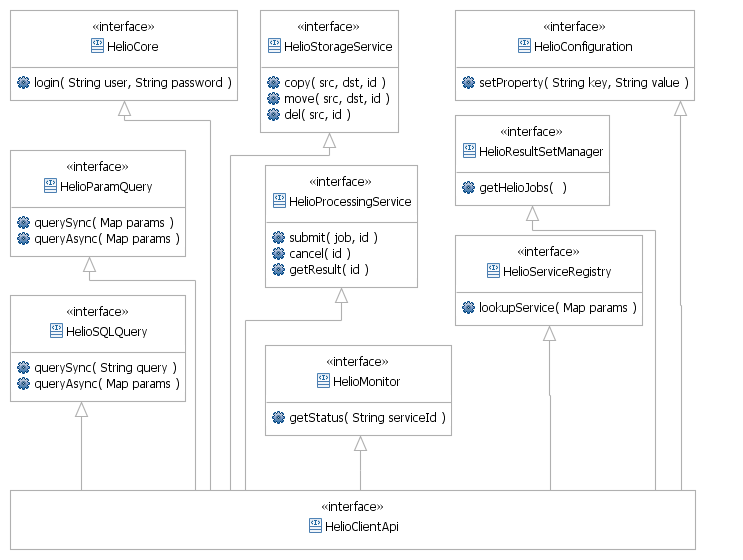 «interface»
HelioCore
login( String user, String password )
«interface»
HelioStorageService
copy( src, dst, id )
move( src, dst, id )
del( src, id )
«interface»
HelioConfiguration
setProperty( String key, String value )
«interface»
HelioParamQuery
querySync( Map params )
queryAsync( Map params )
«interface»
HelioProcessingService
submit( job, id )
cancel( id )
getResult( id )
«interface»
HelioResultSetManager
getHelioJobs(  )
«interface»
HelioServiceRegistry
lookupService( Map params )
«interface»
HelioSQLQuery
querySync( String query )
queryAsync( Map params )
«interface»
HelioMonitor
getStatus( String serviceId )
«interface»
HelioClientApi